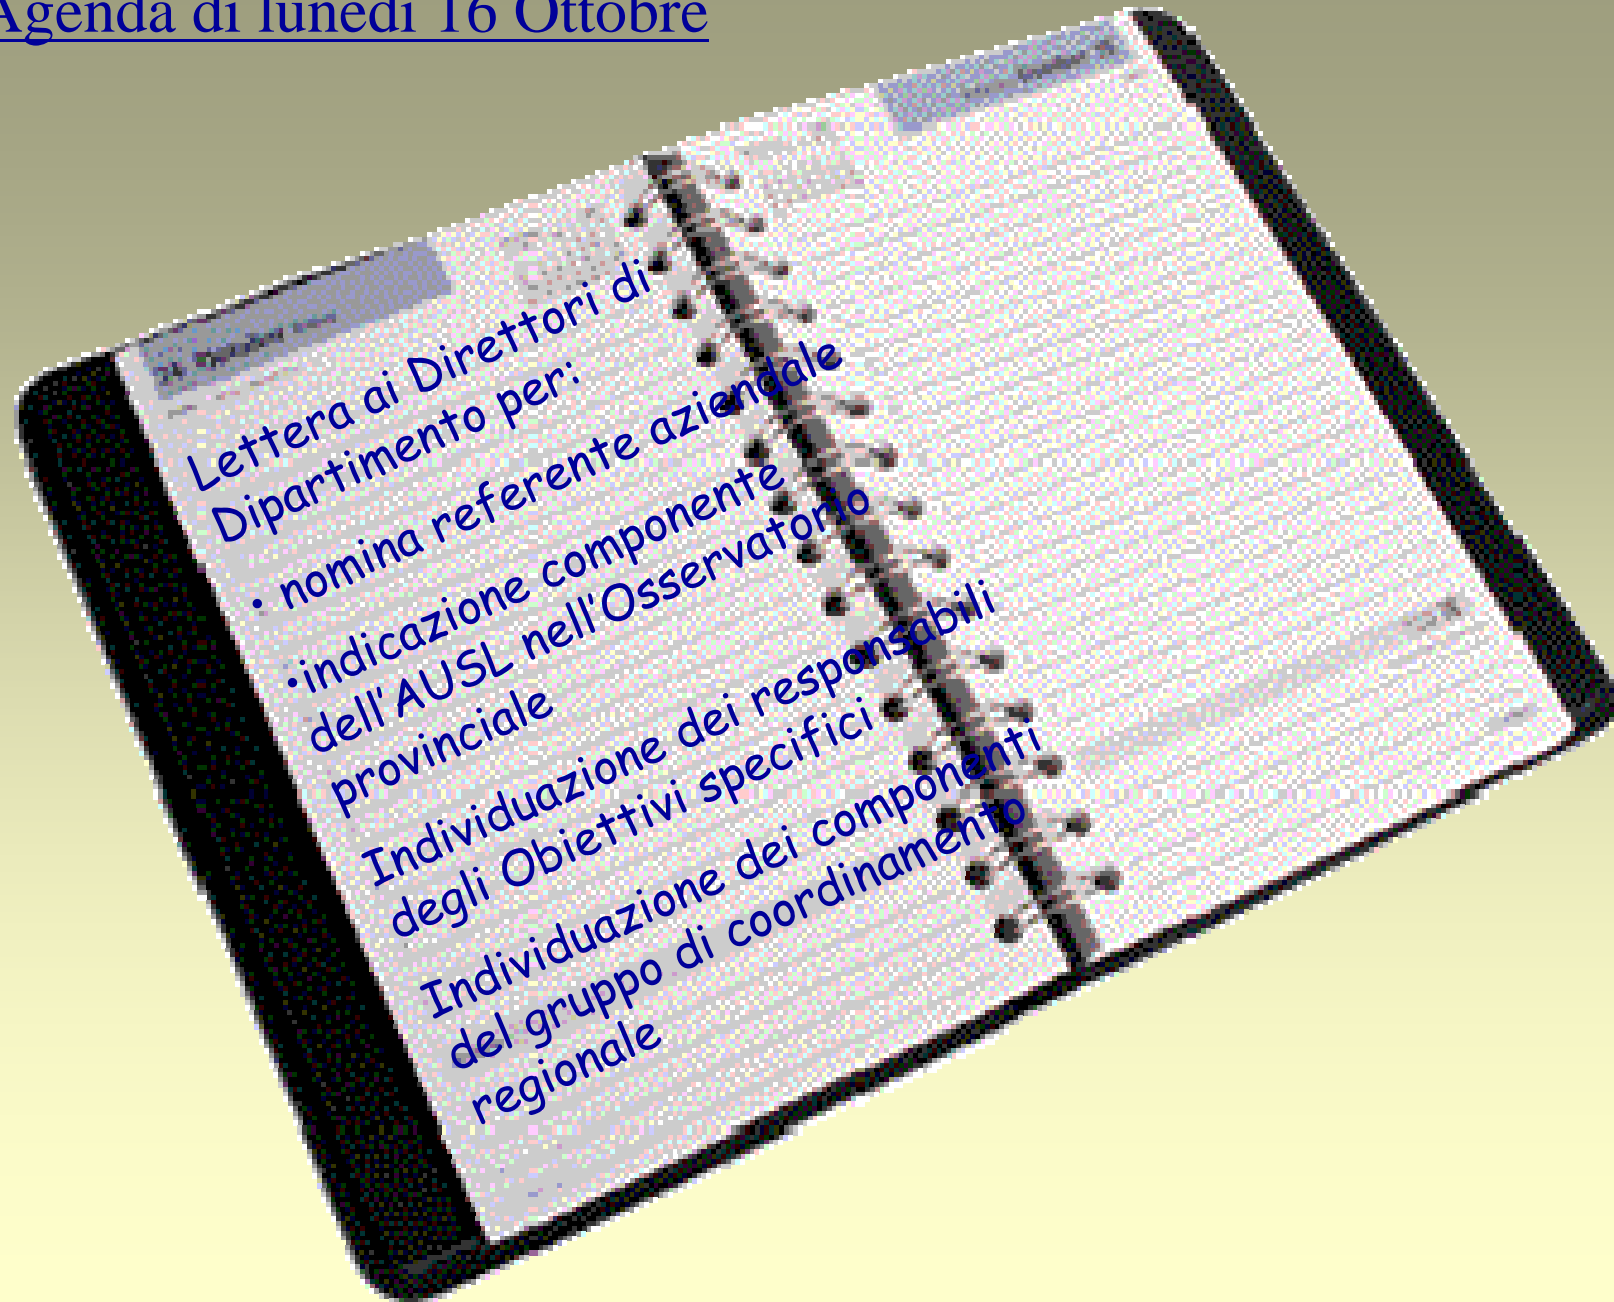 Agenda di lunedì 16 Ottobre
Lettera ai Direttori di
Dipartimento per:
• nomina referente aziendale
•indicazione componente
dell'AUSL nell'Osservatorio
provinciale
Individuazione dei responsabili
degli Obiettivi specifici
Individuazione dei componenti
del gruppo di coordinamento
regionale